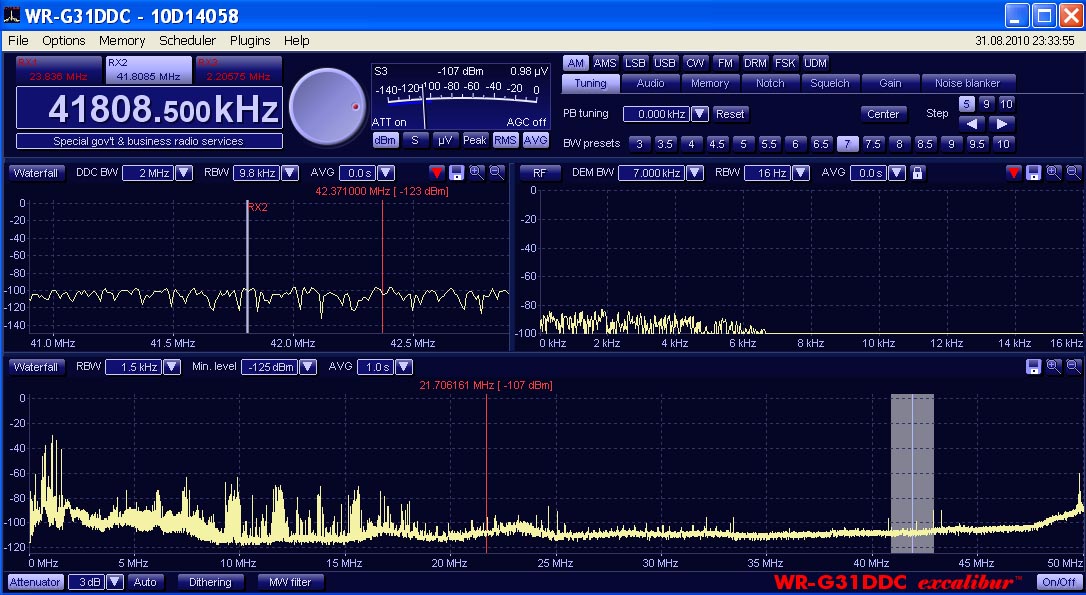 WR-G31DDC - 10D14058
File Options Memory Scheduler Plugins Help 31.08.2010 23:33:55
RX1 RX2 RX3
23.836 MHz 41.8085 MHz 2.20575 MHz
41808.500kHz
Special gov't & business radio services
S3 -107 dBm 0.98 µV
-140 -120 -100 -80 -60 -40 -20 0
ATT on AGC off
dBm S µV Peak RMS AVG
AM AMS LSB USB CW FM DRM FSK UDM
Tuning Audio Memory Notch Squelch Gain Noise blanker
PB tuning 0.000 kHz Reset Center Step 5 9 10
BW presets 3 3.5 4 4.5 5 5.5 6 6.5 7 7.5 8 8.5 9 9.5 10
Waterfall DDC BW 2 MHz RBW 9.8 kHz AVG 0.0 s
42.371000 MHz [ -123 dBm]
RX2
0
-20
-40
-60
-80
-100
-120
-140
41.0 MHz 41.5 MHz 42.0 MHz 42.5 MHz
RF DEM BW 7.000 kHz RBW 16 Hz AVG 0.0 s
0
-20
-40
-60
-80
-100
0 kHz 2 kHz 4 kHz 6 kHz 8 kHz 10 kHz 12 kHz 14 kHz 16 kHz
Waterfall RBW 1.5 kHz Min. level -125 dBm AVG 1.0 s
21.706161 MHz [ -107 dBm]
0
-20
-40
-60
-80
-100
-120
0 MHz 5 MHz 10 MHz 15 MHz 20 MHz 25 MHz 30 MHz 35 MHz 40 MHz 45 MHz 50 MHz
Attenuator 3 dB Auto Dithering MW filter WR-G31DDC excalibur™ On/Off